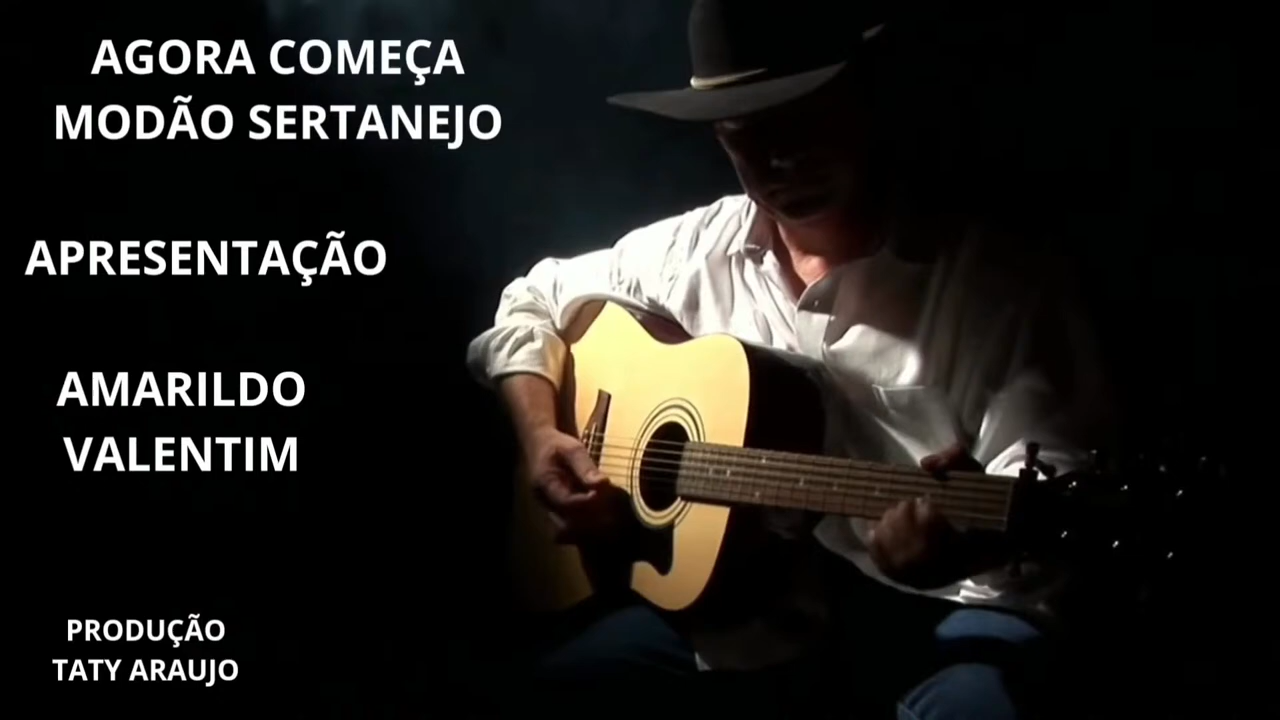 AGORA COMEÇA
MODÃO SERTANEJO
APRESENTAÇÃO
AMARILDO
VALENTIM
PRODUÇÃO
TATY ARAUJO